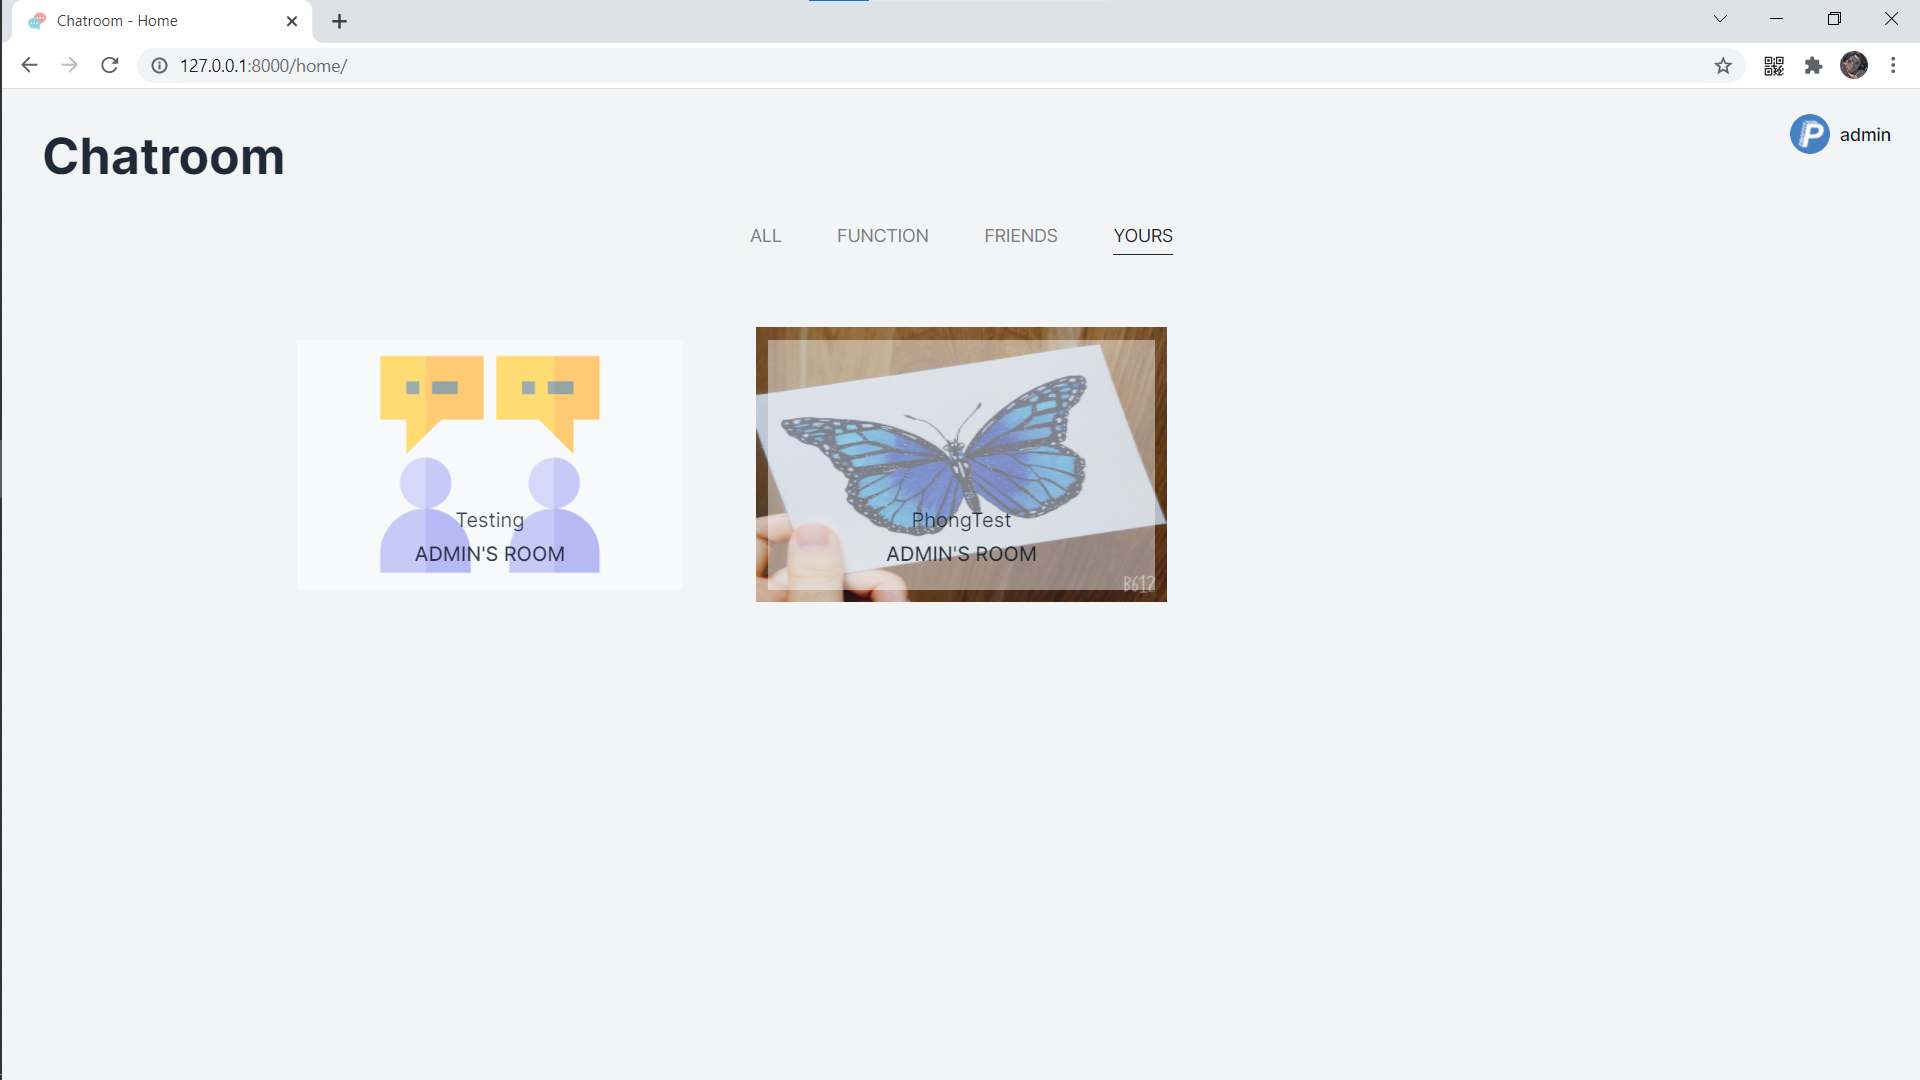 Chatroom - Home
127.0.0.1:8000/home/
Chatroom
P admin
ALL FUNCTION FRIENDS YOURS
Testing
ADMIN'S ROOM
PhongTest
ADMIN'S ROOM
B612